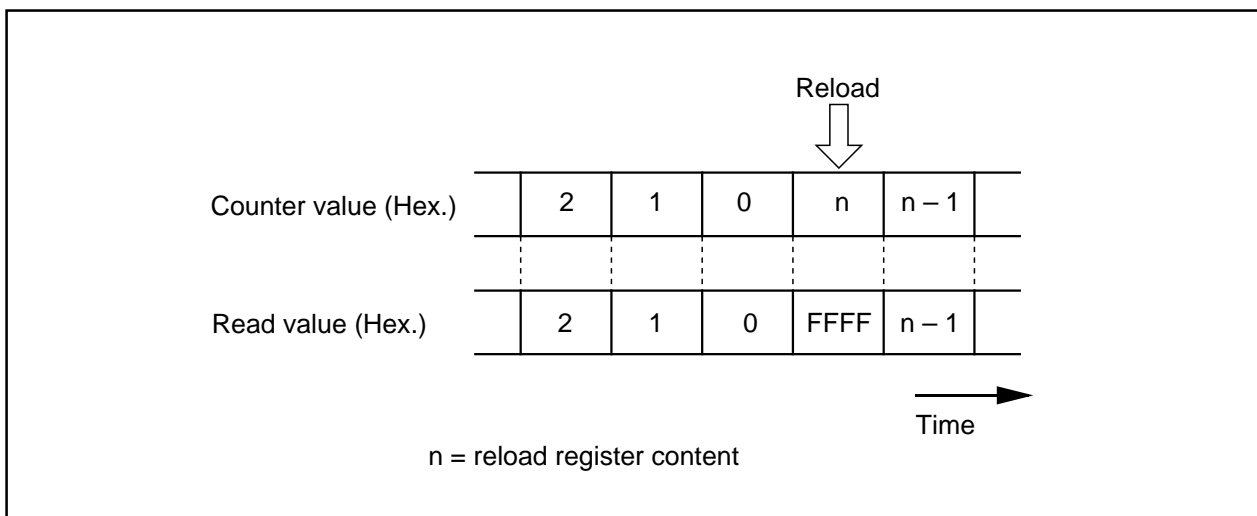 Reload
Counter value (Hex.) 2 1 0 n n – 1
Read value (Hex.) 2 1 0 FFFF n – 1
Time
n = reload register content